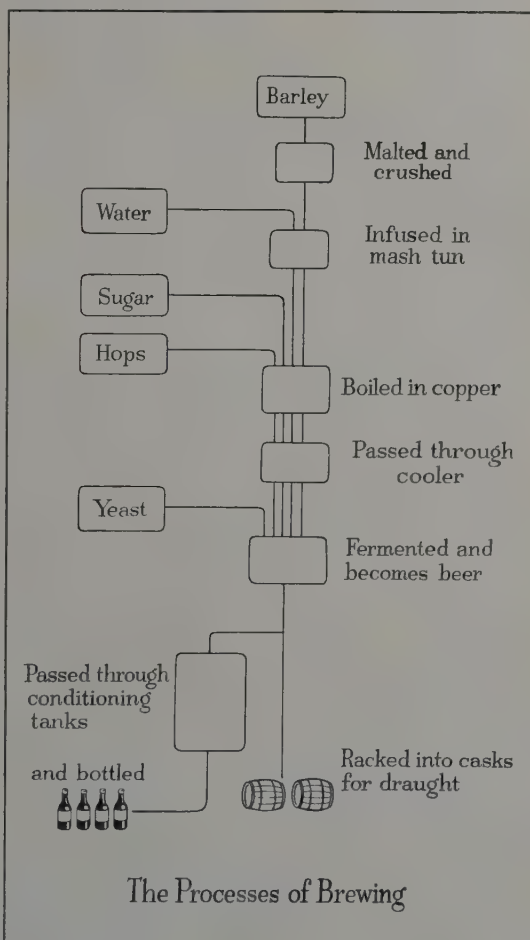 Barley
Malted and
crushed
Water
Infused in
mash tun
Sugar
Hops
Boiled in copper
Passed through
cooler
Yeast
Fermented and
becomes beer
Passed through
conditioning
tanks
and bottled
Racked into casks
for draught
The Processes of Brewing